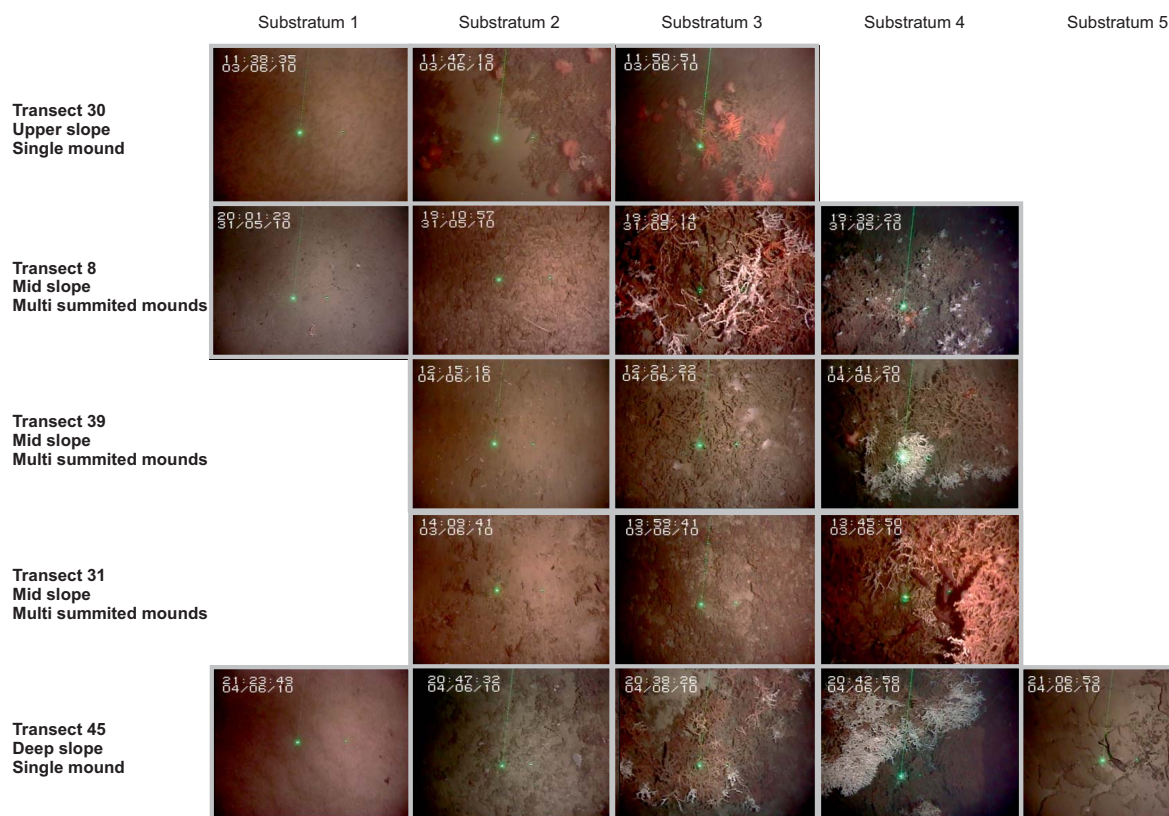 Substratum 1 Substratum 2 Substratum 3 Substratum 4 Substratum 5
Transect 30
Upper slope
Single mound
11:38:35
03/06/10
11:47:19
03/06/10
11:50:51
03/06/10
Transect 8
Mid slope
Multi summited mounds
20:01:23
31/05/10
19:10:57
31/05/10
19:30:14
31/05/10
19:33:23
31/05/10
Transect 39
Mid slope
Multi summited mounds
12:15:16
04/06/10
12:21:22
04/06/10
11:41:20
04/06/10
Transect 31
Mid slope
Multi summited mounds
14:09:41
03/06/10
13:59:41
03/06/10
13:45:50
03/06/10
Transect 45
Deep slope
Single mound
21:23:49
04/06/10
20:47:32
04/06/10
20:38:26
04/06/10
20:42:58
04/06/10
21:06:53
04/06/10